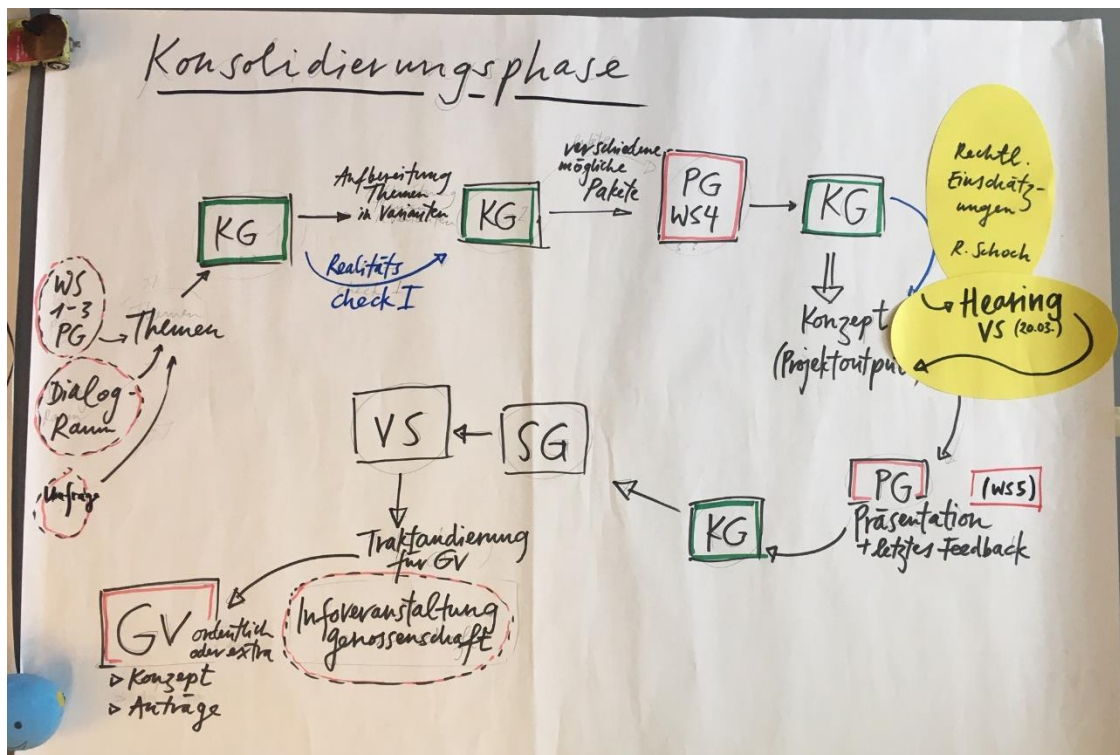 Konsolidierungsphase
WS
1-3
PG
Themen
Dialog-
Raum
Umfrage
KG
Aufbereitung
Themen
in Varianten
Realitäts
check I
KG
verschiedene
mögliche
Pakete
PG
WS4
KG
Konzept
(Projektoutput
Rechtl.
Einschätz-
ungen
R. Schoch
Hearing
VS (20.03.)
PG
(WS5)
Präsentation
+ letztes Feedback
KG
SG
VS
Traktandierung
für GV
Infoveranstaltung
genossenschaft
GV ordentlich
oder extra
▹ Konzept
▹ Anträge